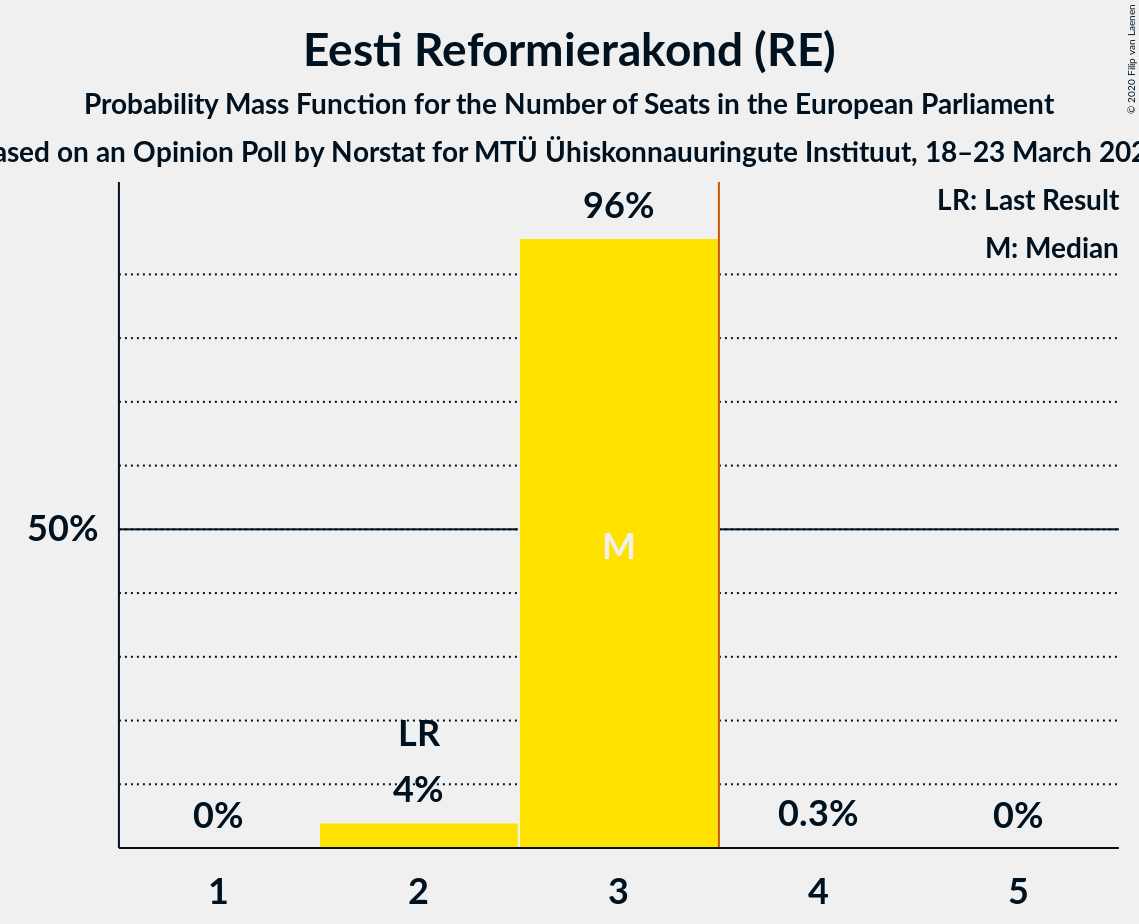 Eesti Reformierakond (RE)
Probability Mass Function for the Number of Seats in the European Parliament
on an Opinion Poll by Norstat for MTÜ Ühiskonnauuringute Instituut, 18–23 March
© 2020 Filip van Laenen
LR: Last Result
M: Median
96%
50%
M
LR
4%
0%
0.3%
0%
1 2 3 4 5